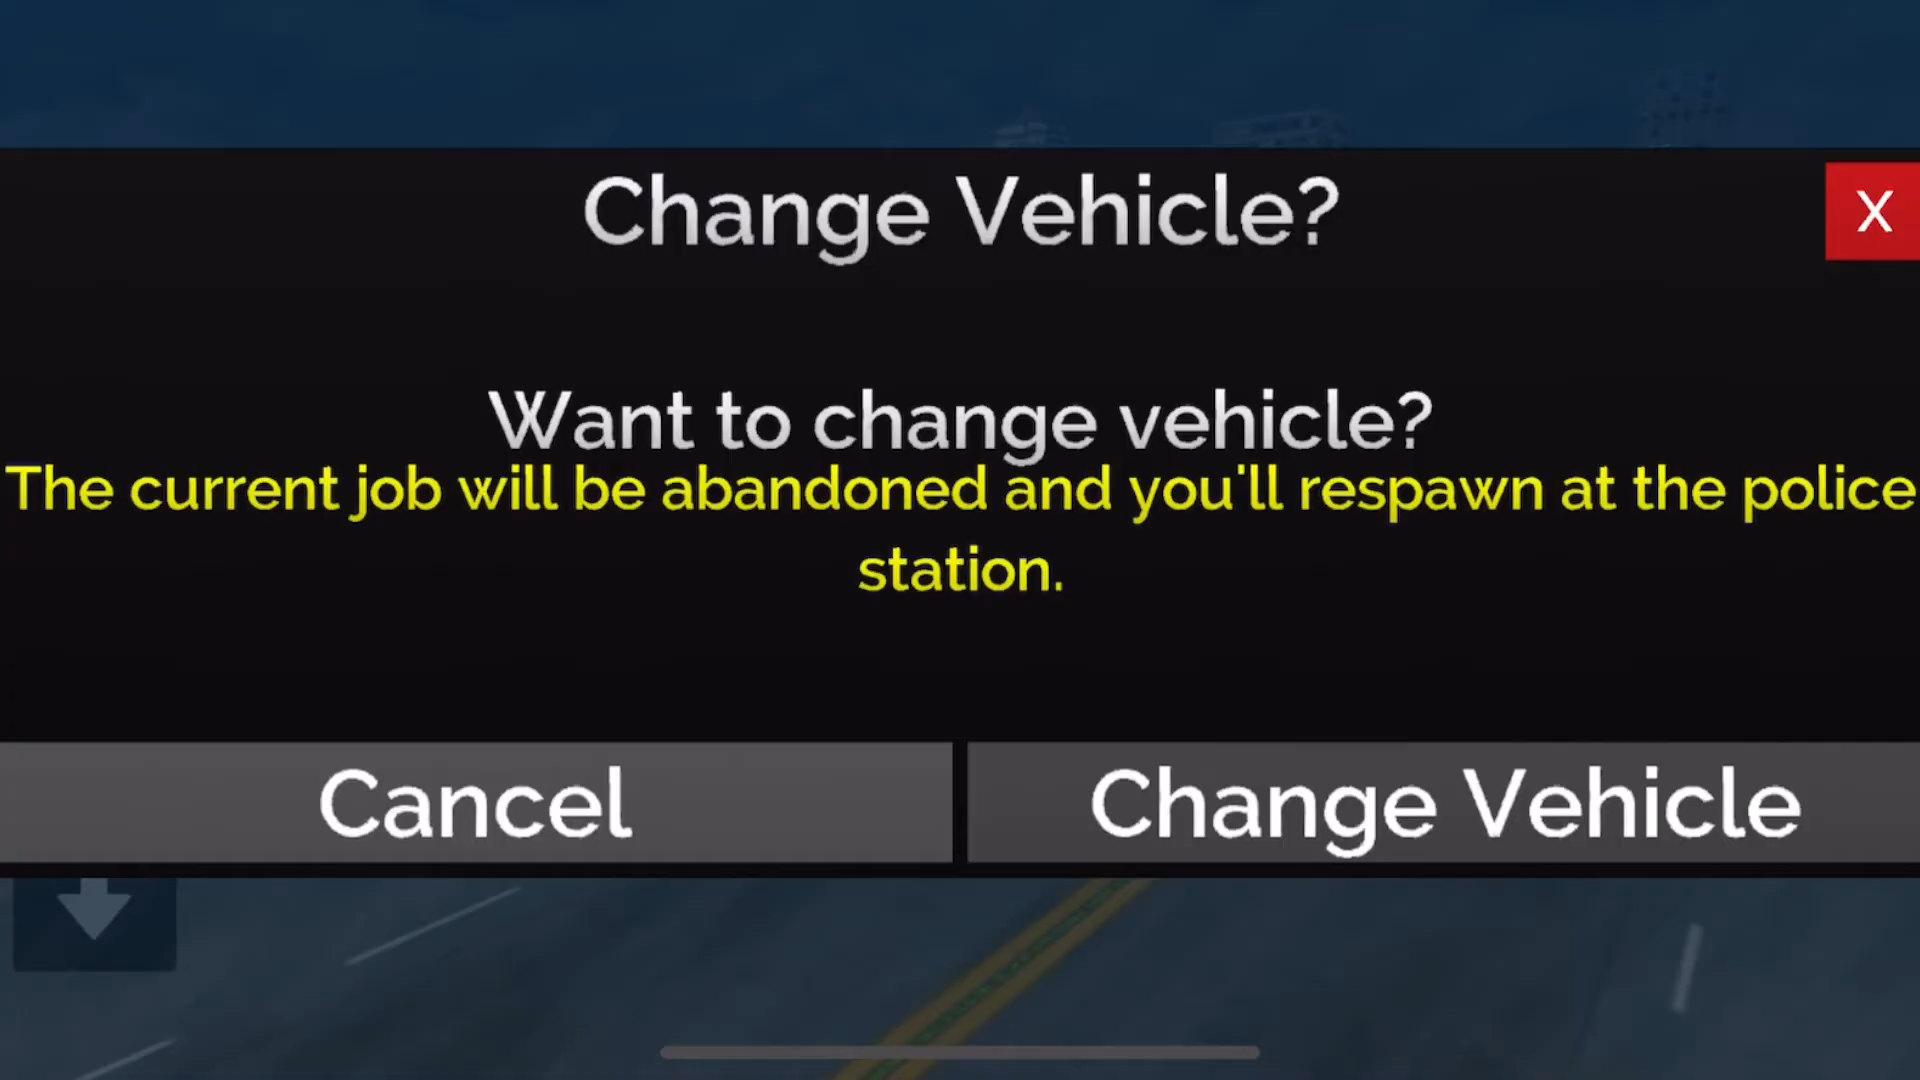 Change Vehicle?
X
Want to change vehicle?
The current job will be abandoned and you'll respawn at the police
station.
Cancel
Change Vehicle